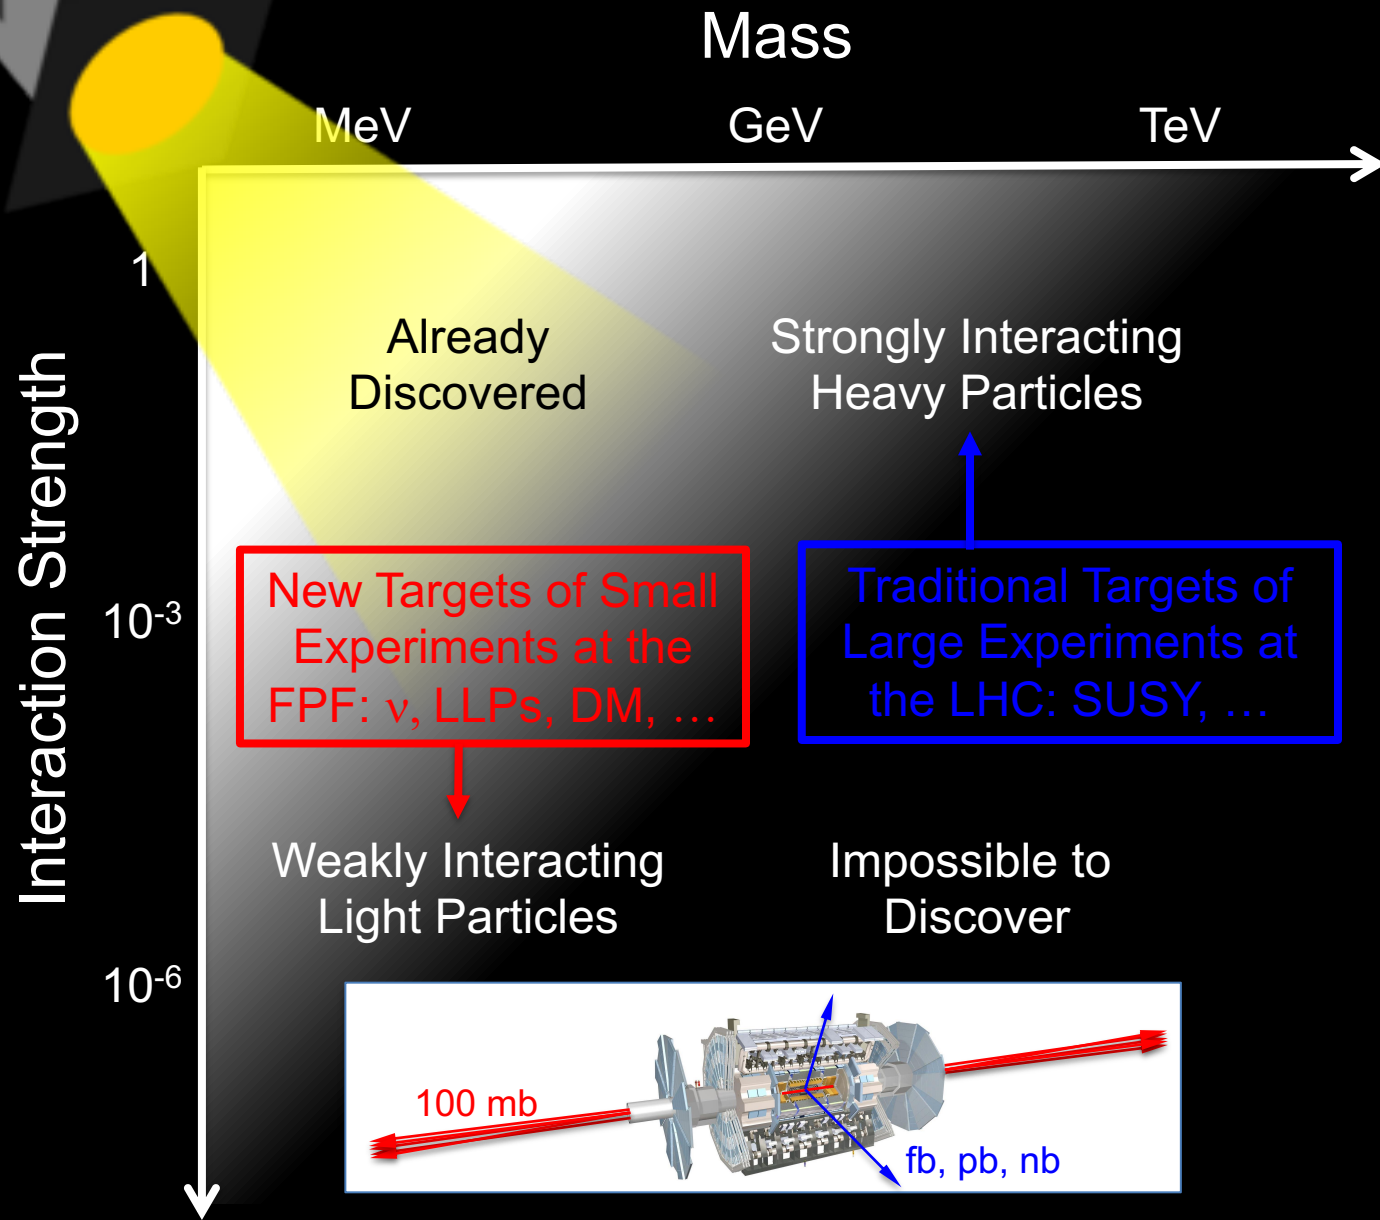 Mass
MeV
GeV
TeV
Interaction Strength
1
10⁻³
10⁻⁶
Already
Discovered
Strongly Interacting
Heavy Particles
New Targets of Small
Experiments at the
FPF: ν, LLPs, DM, …
Traditional Targets of
Large Experiments at
the LHC: SUSY, …
Weakly Interacting
Light Particles
Impossible to
Discover
100 mb
fb, pb, nb